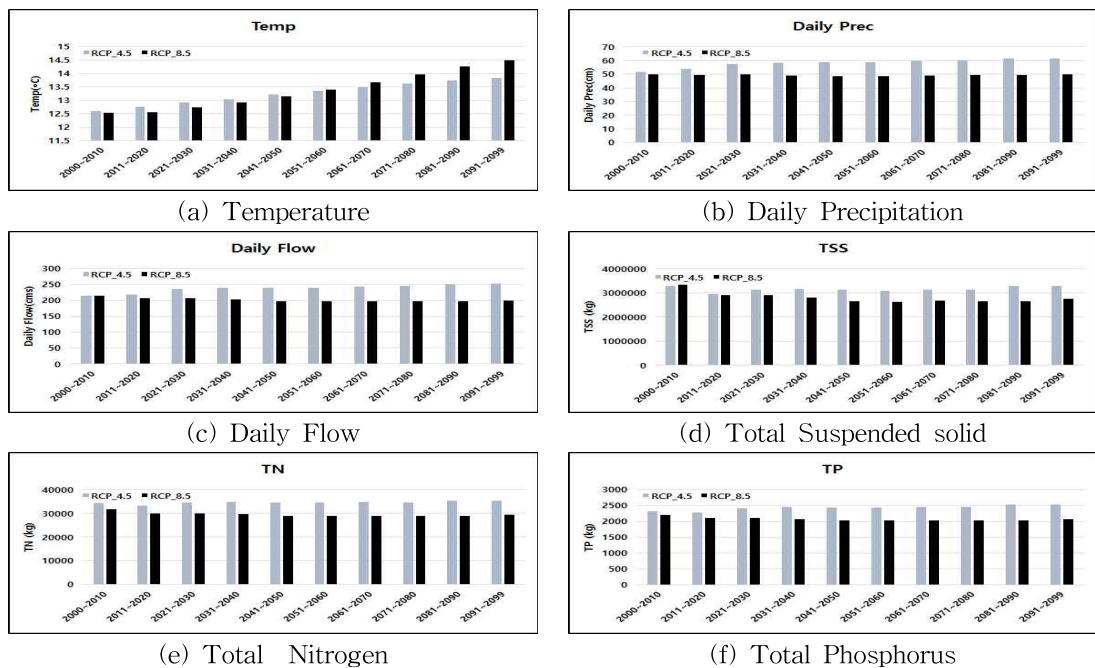 Temp
RCP_4.5 RCP_8.5
Temp(∘C)
15
14.5
14
13.5
13
12.5
12
11.5
2000~2010 2011~2020 2021~2030 2031~2040 2041~2050 2051~2060 2061~2070 2071~2080 2081~2090 2091~2099
(a) Temperature
Daily Prec
RCP_4.5 RCP_8.5
Daily Prec(cm)
70
60
50
40
30
20
10
0
2000~2010 2011~2020 2021~2030 2031~2040 2041~2050 2051~2060 2061~2070 2071~2080 2081~2090 2091~2099
(b) Daily Precipitation
Daily Flow
RCP_4.5 RCP_8.5
Daily Flow(cms)
300
250
200
150
100
50
0
2000~2010 2011~2020 2021~2030 2031~2040 2041~2050 2051~2060 2061~2070 2071~2080 2081~2090 2091~2099
(c) Daily Flow
TSS
RCP_4.5 RCP_8.5
TSS (kg)
4000000
3000000
2000000
1000000
0
2000~2010 2011~2020 2021~2030 2031~2040 2041~2050 2051~2060 2061~2070 2071~2080 2081~2090 2091~2099
(d) Total Suspended solid
TN
RCP_4.5 RCP_8.5
TN (kg)
40000
30000
20000
10000
0
2000~2010 2011~2020 2021~2030 2031~2040 2041~2050 2051~2060 2061~2070 2071~2080 2081~2090 2091~2099
(e) Total Nitrogen
TP
RCP_4.5 RCP_8.5
TP (kg)
3000
2500
2000
1500
1000
500
0
2000~2010 2011~2020 2021~2030 2031~2040 2041~2050 2051~2060 2061~2070 2071~2080 2081~2090 2091~2099
(f) Total Phosphorus